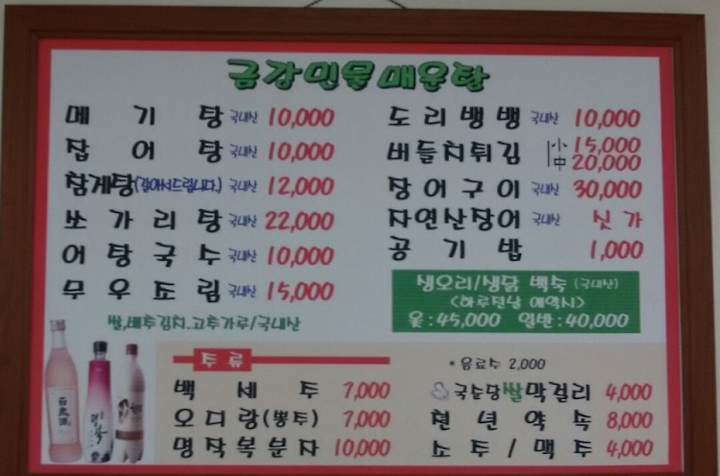 금강민물매운탕
메기탕 국내산 10,000
잡어탕 국내산 10,000
참게탕(갈아서드립니다.) 국내산 12,000
쏘가리탕 국내산 22,000
어탕국수 국내산 10,000
무우죠림 국내산 15,000
쌀,배추김치.고추가루/국내산
도리뱅뱅 국내산 10,000
버들치튀김 小 15,000
中 20,000
장어구이 국내산 30,000
자연산장어 국내산 싯가
공기밥 1,000
생오리/생닭 백숙 (국내산)
<하루전날 예약시>
옻:45,000 일반:40,000
주류
백세주 7,000
오디랑(뽕주) 7,000
명작복분자 10,000
*음료수 2,000
국순당쌀막걸리 4,000
천년약속 8,000
소주/맥주 4,000